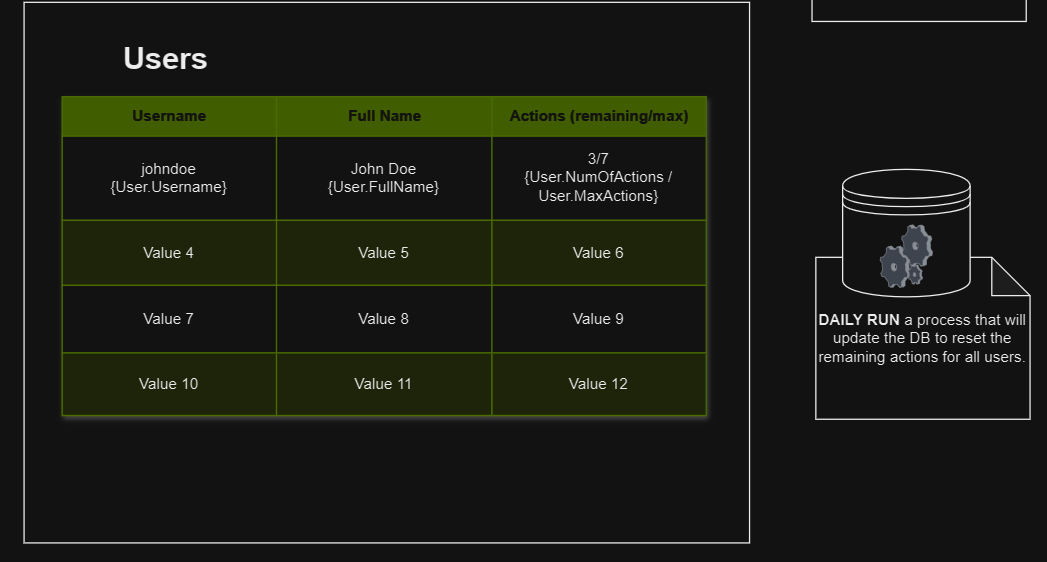 Users
Username Full Name Actions (remaining/max)
johndoe
{User.Username}
John Doe
{User.FullName}
3/7
{User.NumOfActions /
User.MaxActions}
Value 4 Value 5 Value 6
Value 7 Value 8 Value 9
Value 10 Value 11 Value 12
DAILY RUN a process that will
update the DB to reset the
remaining actions for all users.